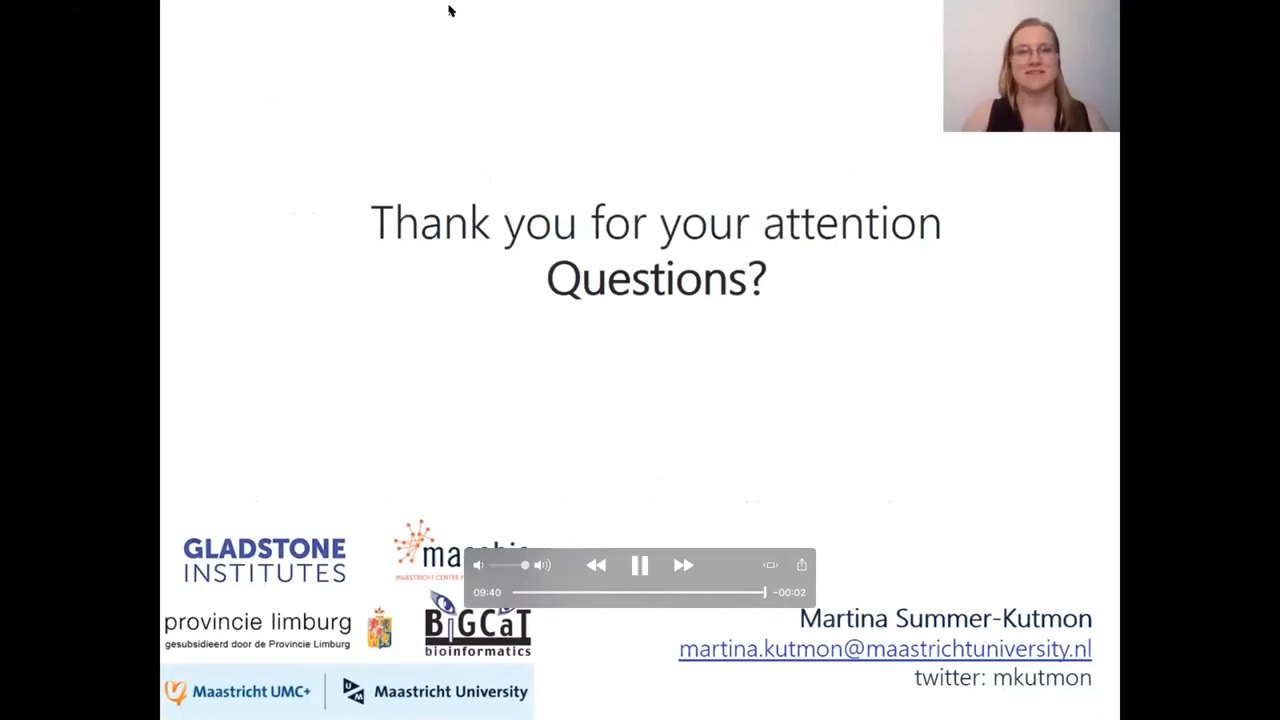 Thank you for your attention
Questions?
GLADSTONE
INSTITUTES
provincie limburg
gesubsidieerd door de Provincie Limburg
BiGCaT
bioinformatics
Maastricht UMC+
Maastricht University
09:40
-00:02
Martina Summer-Kutmon
martina.kutmon@maastrichtuniversity.nl
twitter: mkutmon